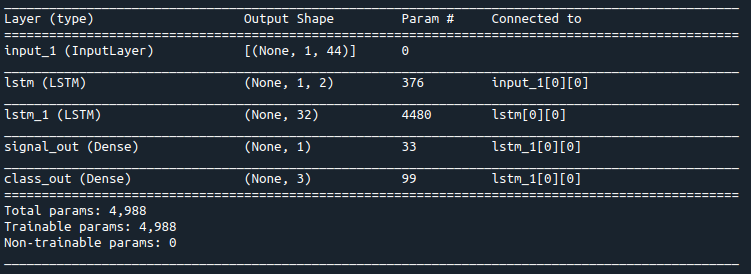 Layer (type) Output Shape Param # Connected to
input_1 (InputLayer) [(None, 1, 44)] 0
lstm (LSTM) (None, 1, 2) 376 input_1[0][0]
lstm_1 (LSTM) (None, 32) 4480 lstm[0][0]
signal_out (Dense) (None, 1) 33 lstm_1[0][0]
class_out (Dense) (None, 3) 99 lstm_1[0][0]
Total params: 4,988
Trainable params: 4,988
Non-trainable params: 0